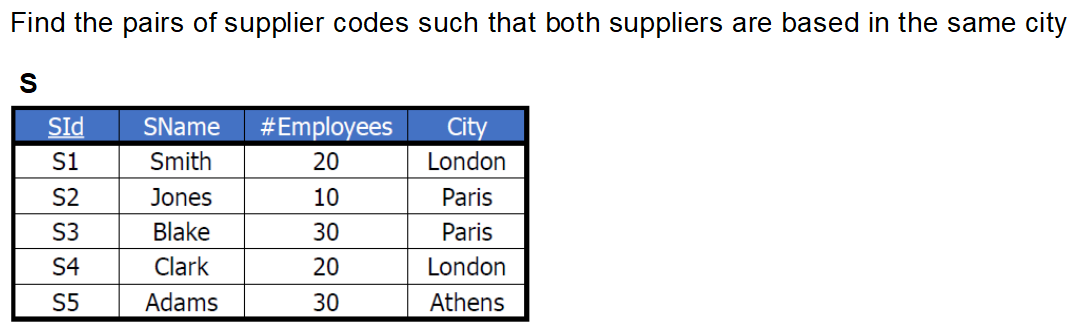 Find the pairs of supplier codes such that both suppliers are based in the same city
S
SId SName #Employees City
S1 Smith 20 London
S2 Jones 10 Paris
S3 Blake 30 Paris
S4 Clark 20 London
S5 Adams 30 Athens